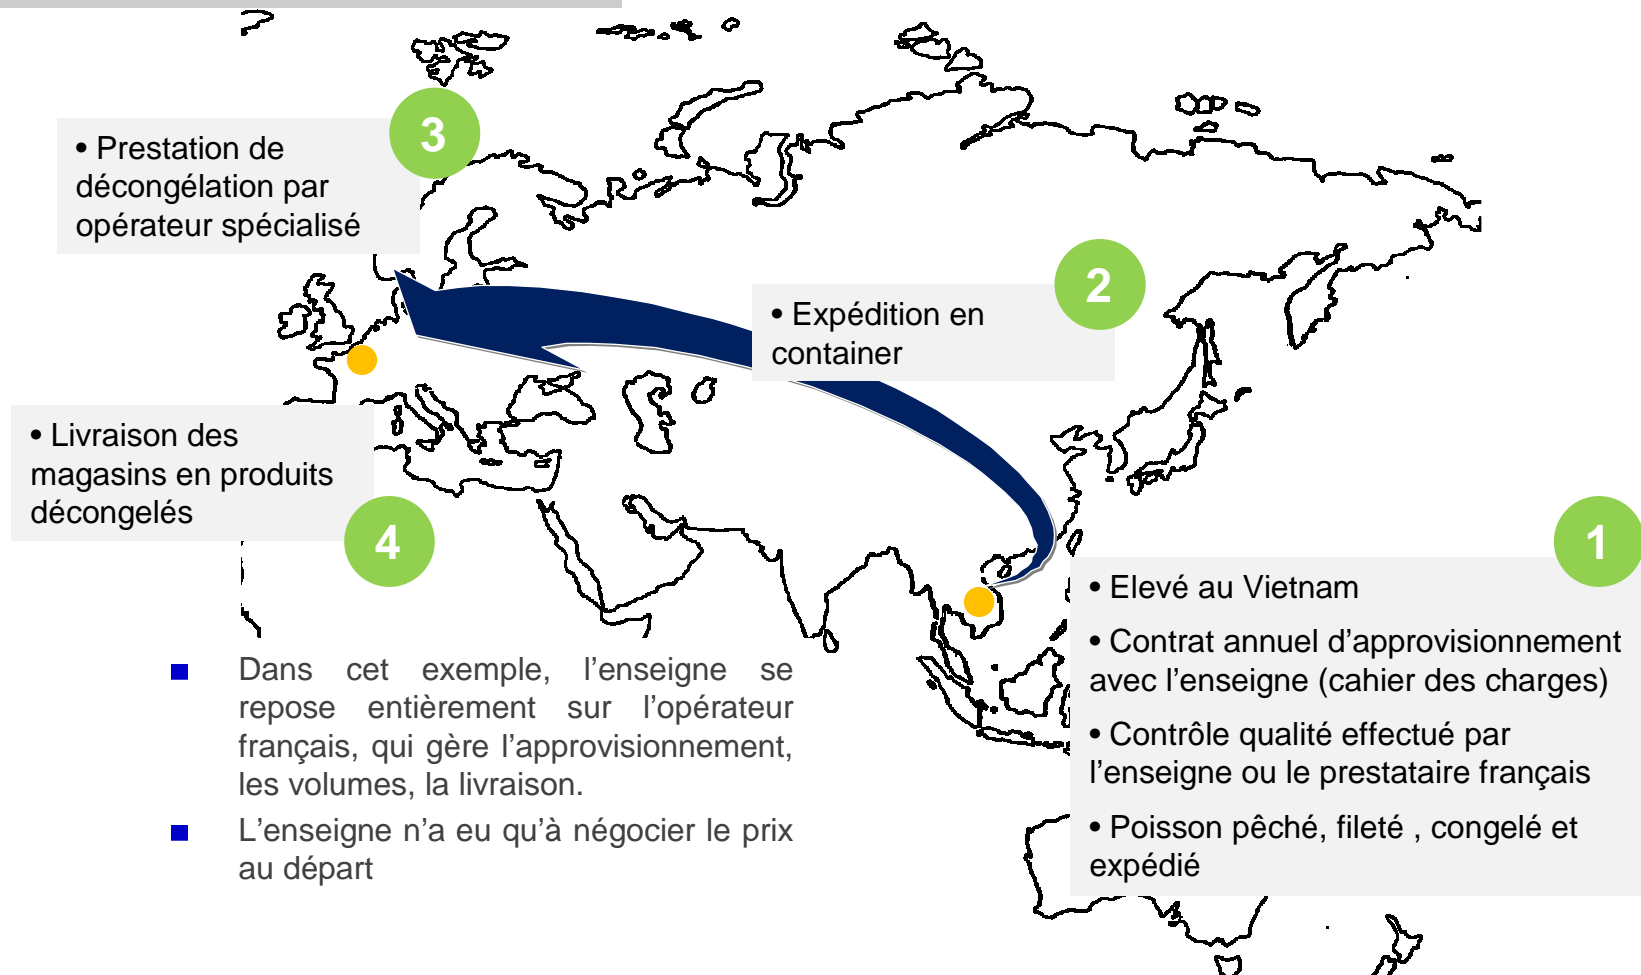 3
• Prestation de
décongélation par
opérateur spécialisé
2
• Expédition en
container
• Livraison des
magasins en produits
décongelés
4
1
• Elevé au Vietnam
• Contrat annuel d’approvisionnement
avec l’enseigne (cahier des charges)
• Contrôle qualité effectué par
l’enseigne ou le prestataire français
• Poisson pêché, fileté , congelé et
expédié
Dans cet exemple, l’enseigne se
repose entièrement sur l’opérateur
français, qui gère l’approvisionnement,
les volumes, la livraison.
L’enseigne n’a eu qu’à négocier le prix
au départ